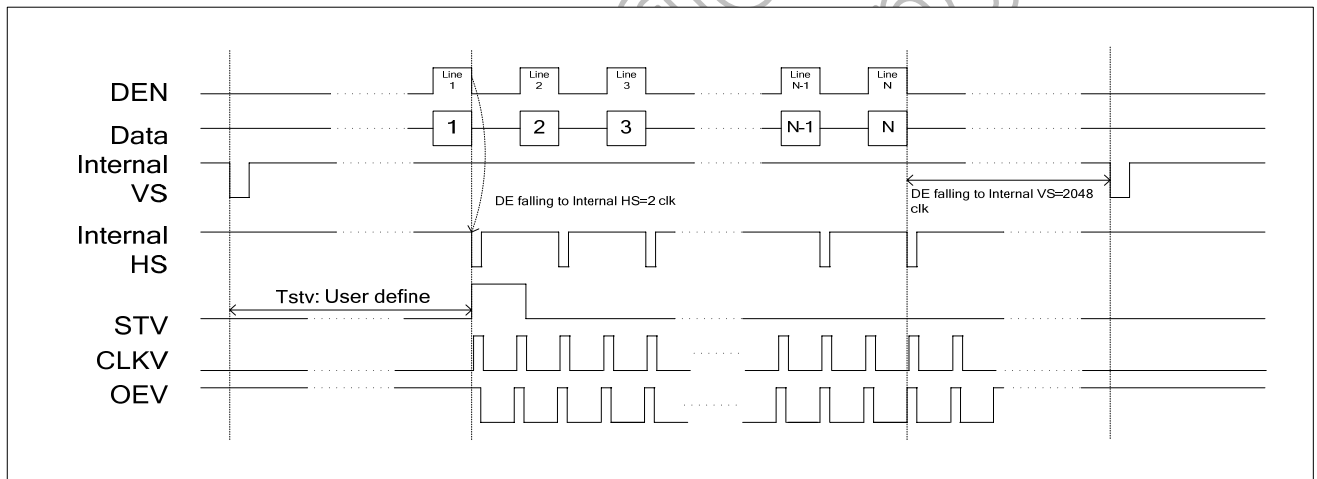 DEN
Line
1
Line
2
Line
3
Line
N-1
Line
N
Data
1
2
3
N-1
N
Internal
VS
DE falling to Internal HS=2 clk
DE falling to Internal VS=2048
clk
Internal
HS
Tstv: User define
STV
CLKV
OEV